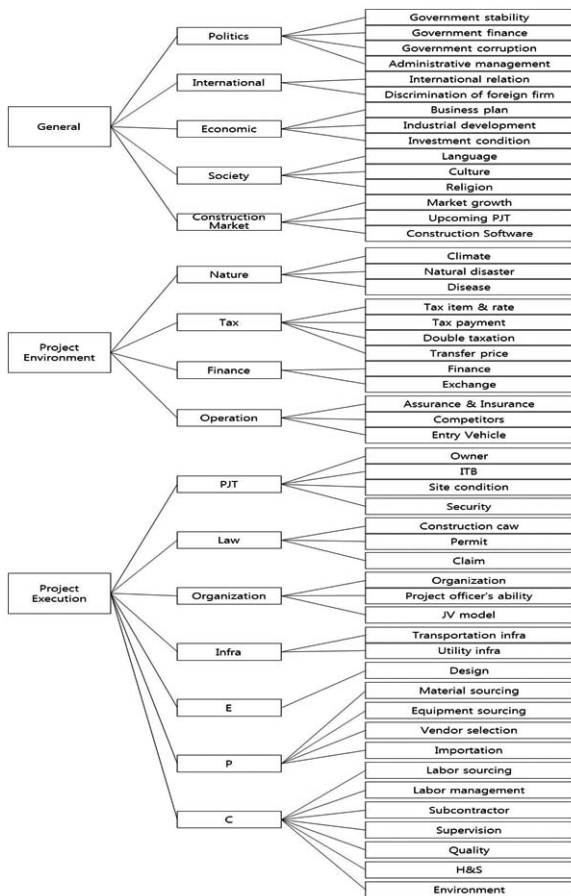 General
Politics
Government stability
Government finance
Government corruption
Administrative management
International
International relation
Discrimination of foreign firm
Economic
Business plan
Industrial development
Investment condition
Society
Language
Culture
Religion
Construction
Market
Market growth
Upcoming PJT
Construction Software
Project
Environment
Nature
Climate
Natural disaster
Disease
Tax
Tax item & rate
Tax payment
Double taxation
Transfer price
Finance
Finance
Exchange
Operation
Assurance & Insurance
Competitors
Entry Vehicle
Project
Execution
PJT
Owner
ITB
Site condition
Security
Law
Construction caw
Permit
Claim
Organization
Organization
Project officer's ability
JV model
Infra
Transportation infra
Utility infra
E
Design
P
Material sourcing
Equipment sourcing
Vendor selection
Importation
C
Labor sourcing
Labor management
Subcontractor
Supervision
Quality
H&S
Environment